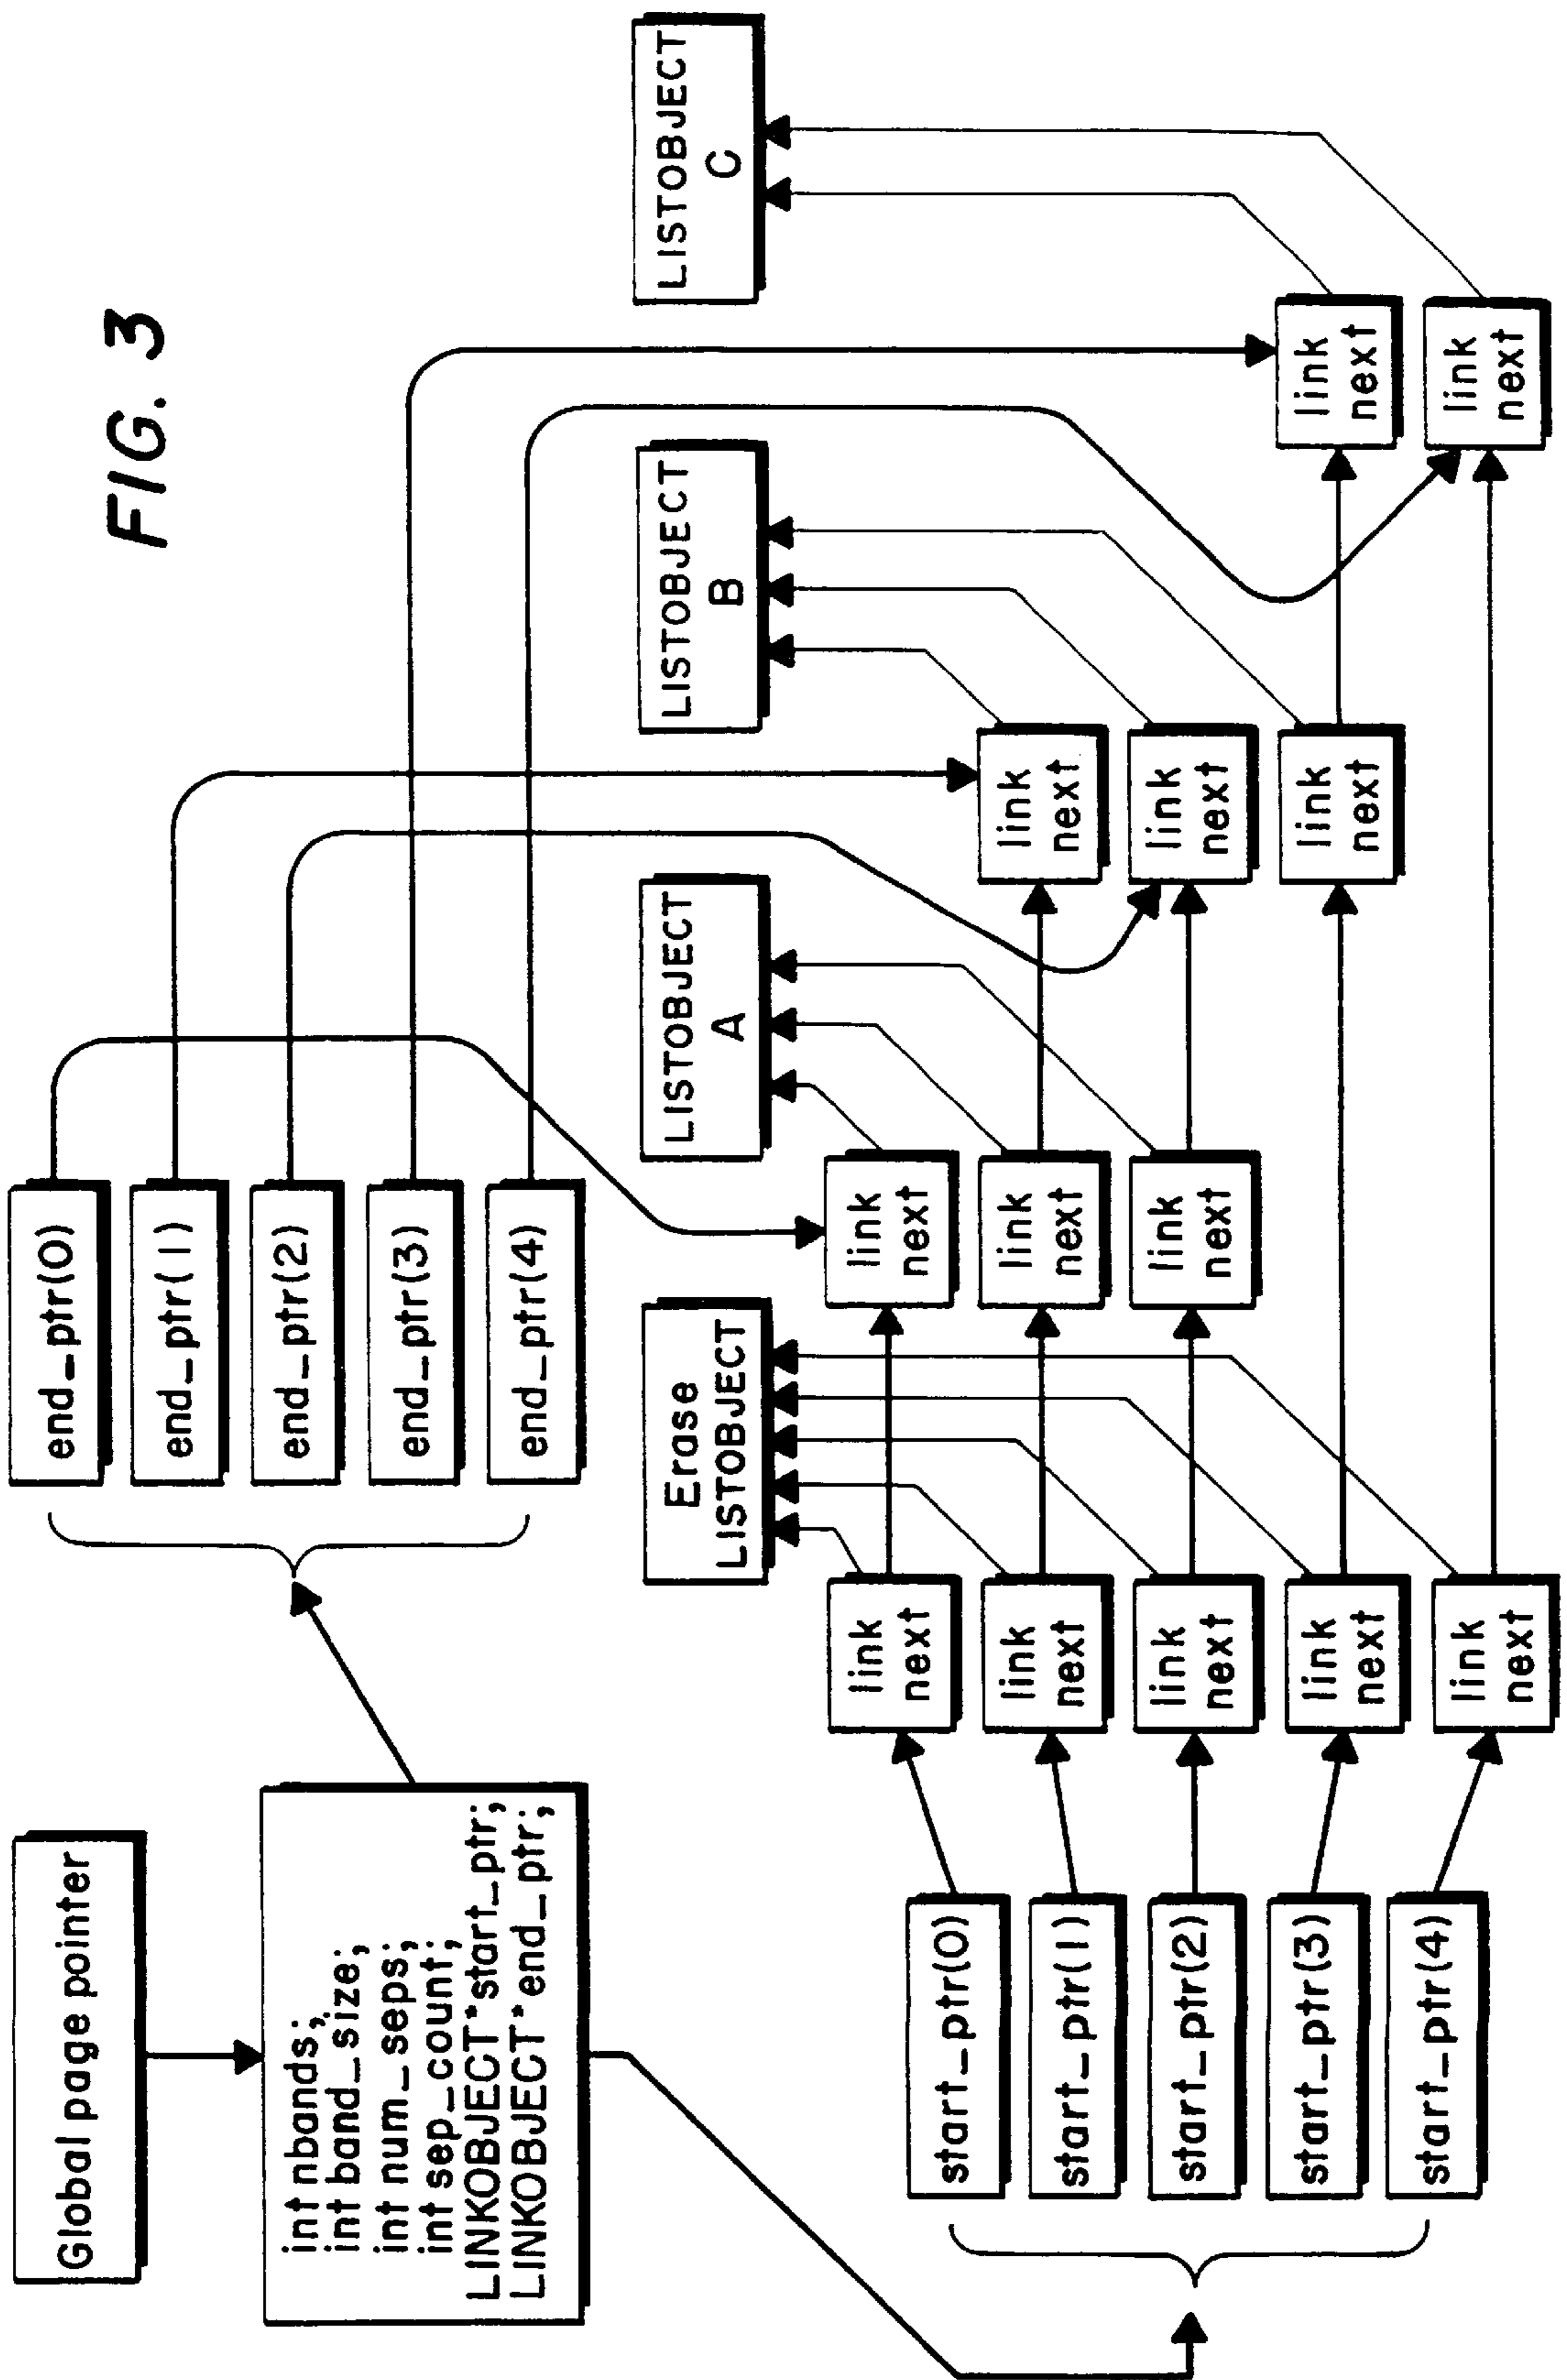 FIG. 3
Global page pointer
int nbands;
int band_size;
int num_seps;
int sep_count;
LINKOBJECT*start_ptr;
LINKOBJECT*end_ptr;
end_ptr(0)
end_ptr(1)
end_ptr(2)
end_ptr(3)
end_ptr(4)
Erase
LISTOBJECT
LISTOBJECT
A
LISTOBJECT
B
LISTOBJECT
C
start_ptr(0)
link
next
link
next
start_ptr(1)
link
next
link
next
link
next
start_ptr(2)
link
next
link
next
link
next
start_ptr(3)
link
next
link
next
link
next
start_ptr(4)
link
next
link
next